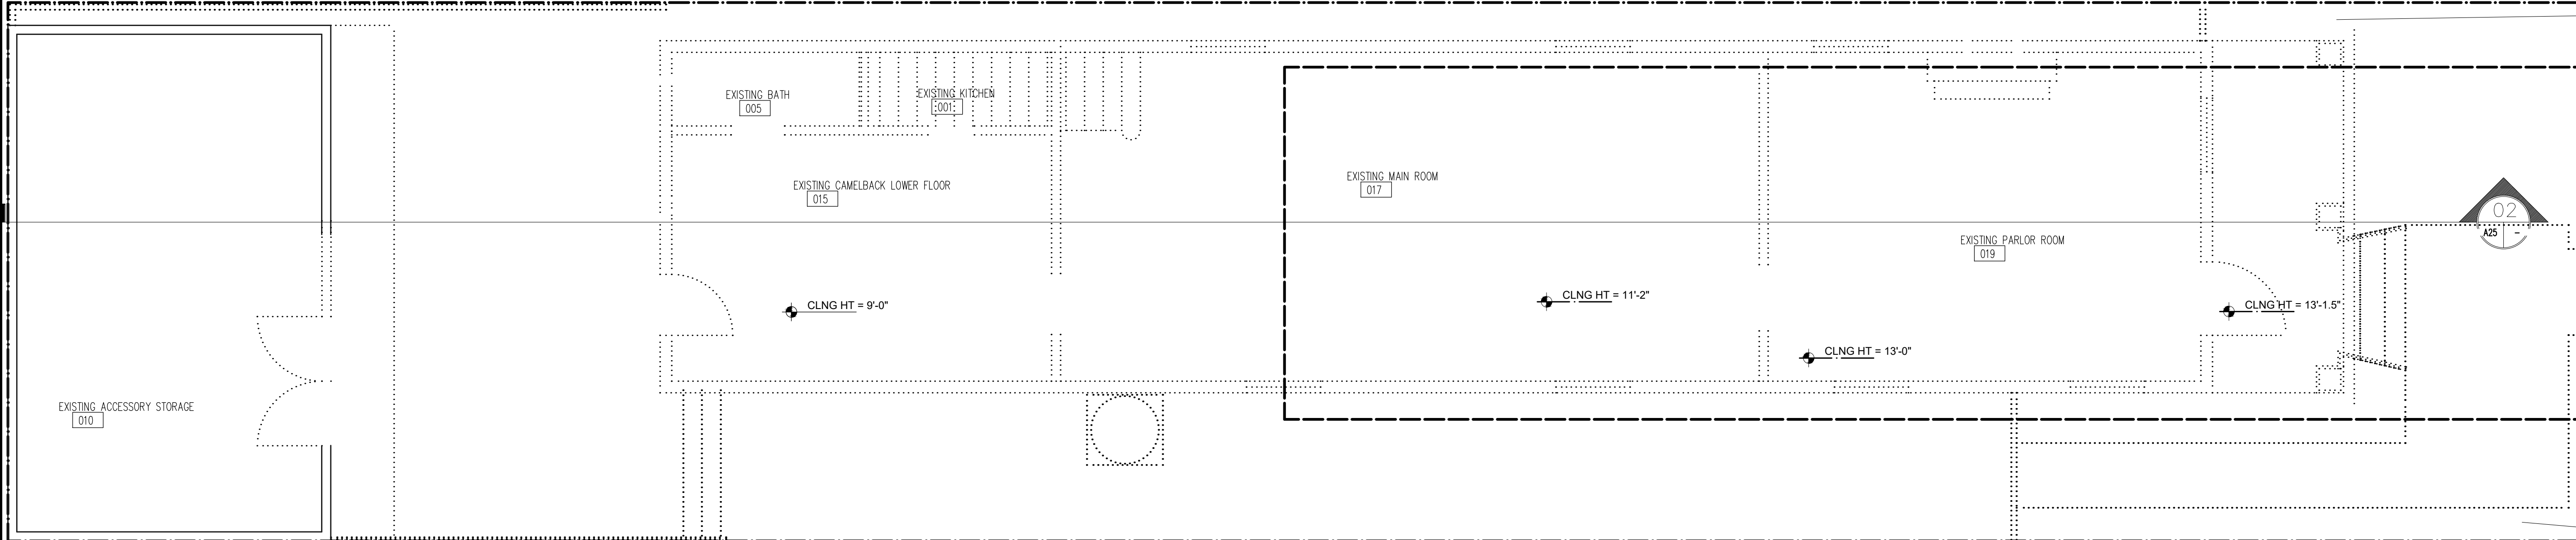 EXISTING BATH
005
EXISTING KITCHEN
001
EXISTING CAMELBACK LOWER FLOOR
015
EXISTING MAIN ROOM
017
EXISTING PARLOR ROOM
019
02
A25 -
CLNG HT = 9'-0"
CLNG HT = 11'-2"
CLNG HT = 13'-1.5"
CLNG HT = 13'-0"
EXISTING ACCESSORY STORAGE
010